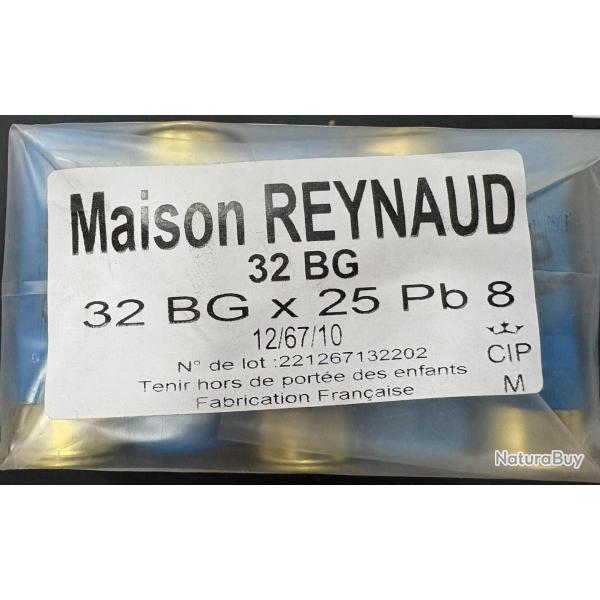 Maison REYNAUD
32 BG
32 BG x 25 Pb 8
12/67/10
N° de lot :221267132202
CIP
Tenir hors de portée des enfants
M
Fabrication Française
NaturaBuy